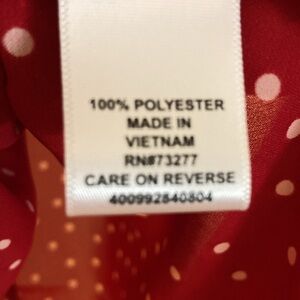 100% POLYESTER
MADE IN
VIETNAM
RN#73277
CARE ON REVERSE
400992840804